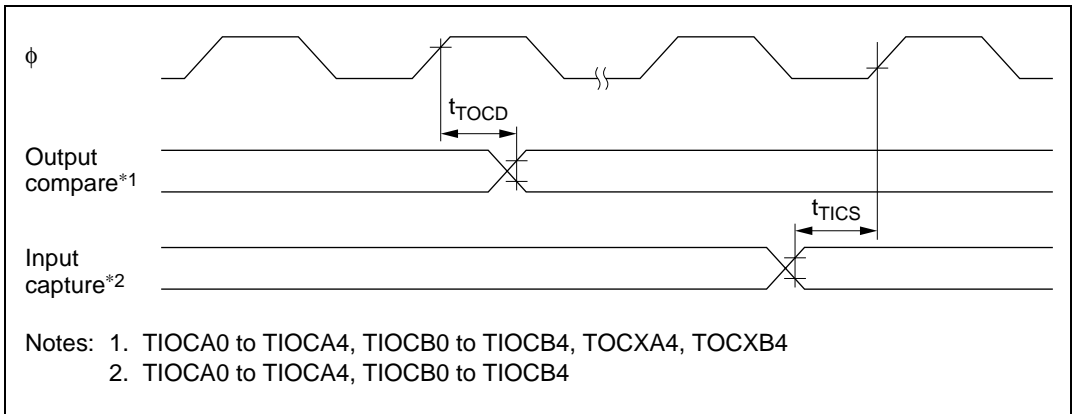 ϕ
tTOCD
Output
compare*1
tTICS
Input
capture*2
Notes: 1. TIOCA0 to TIOCA4, TIOCB0 to TIOCB4, TOCXA4, TOCXB4
2. TIOCA0 to TIOCA4, TIOCB0 to TIOCB4